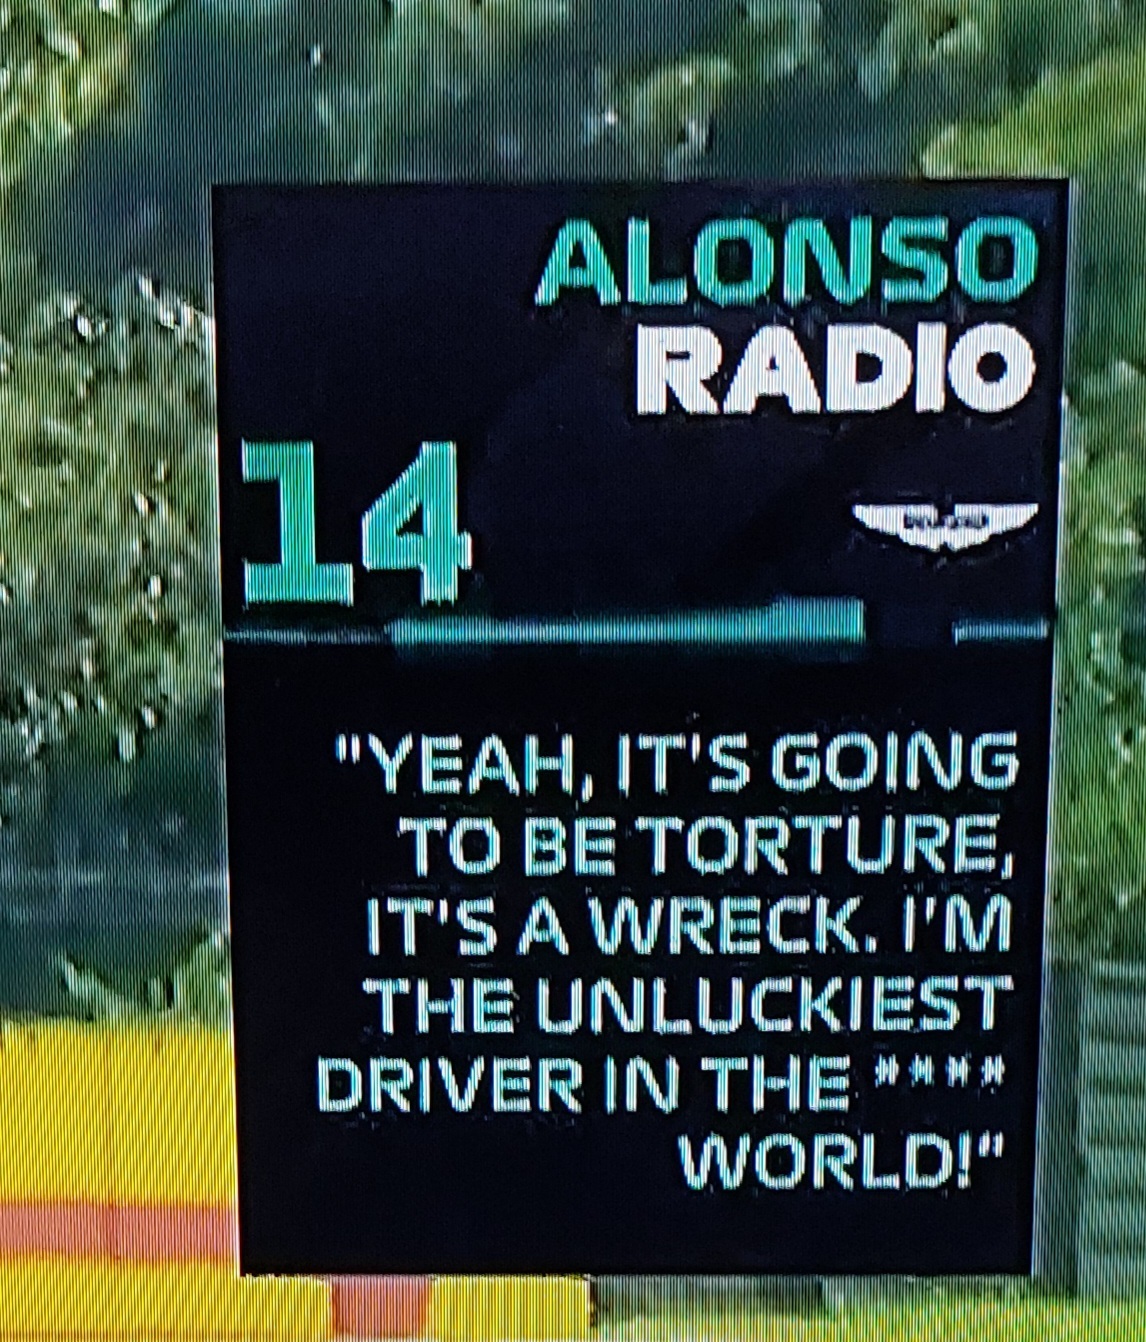 ALONSO
RADIO
14
"YEAH, IT'S GOING
TO BE TORTURE,
IT'S A WRECK. I'M
THE UNLUCKIEST
DRIVER IN THE ****
WORLD!"